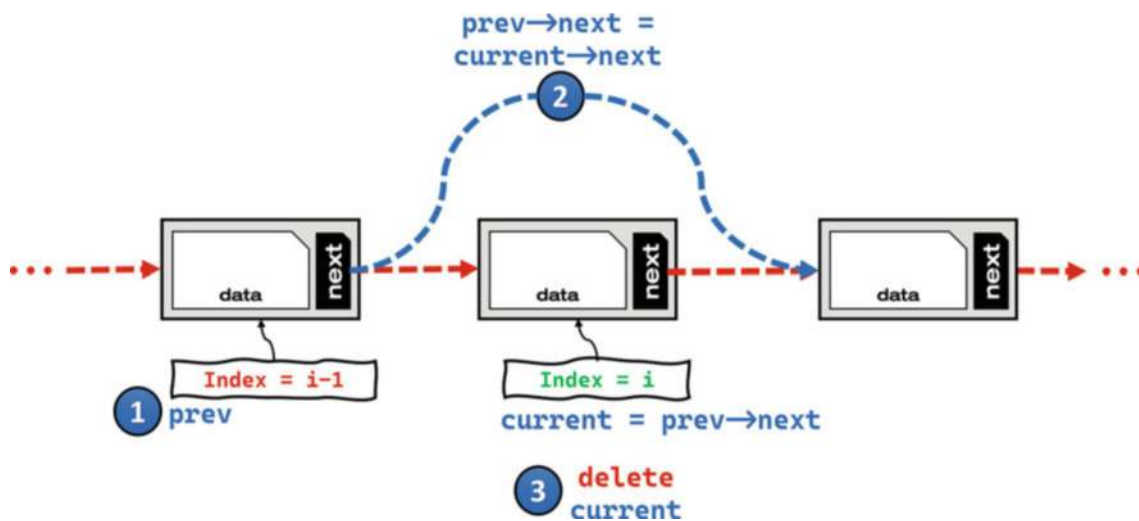 prev→next =
current→next
2
data
next
data
next
data
next
Index = i-1
Index = i
1 prev
current = prev→next
3 delete
current